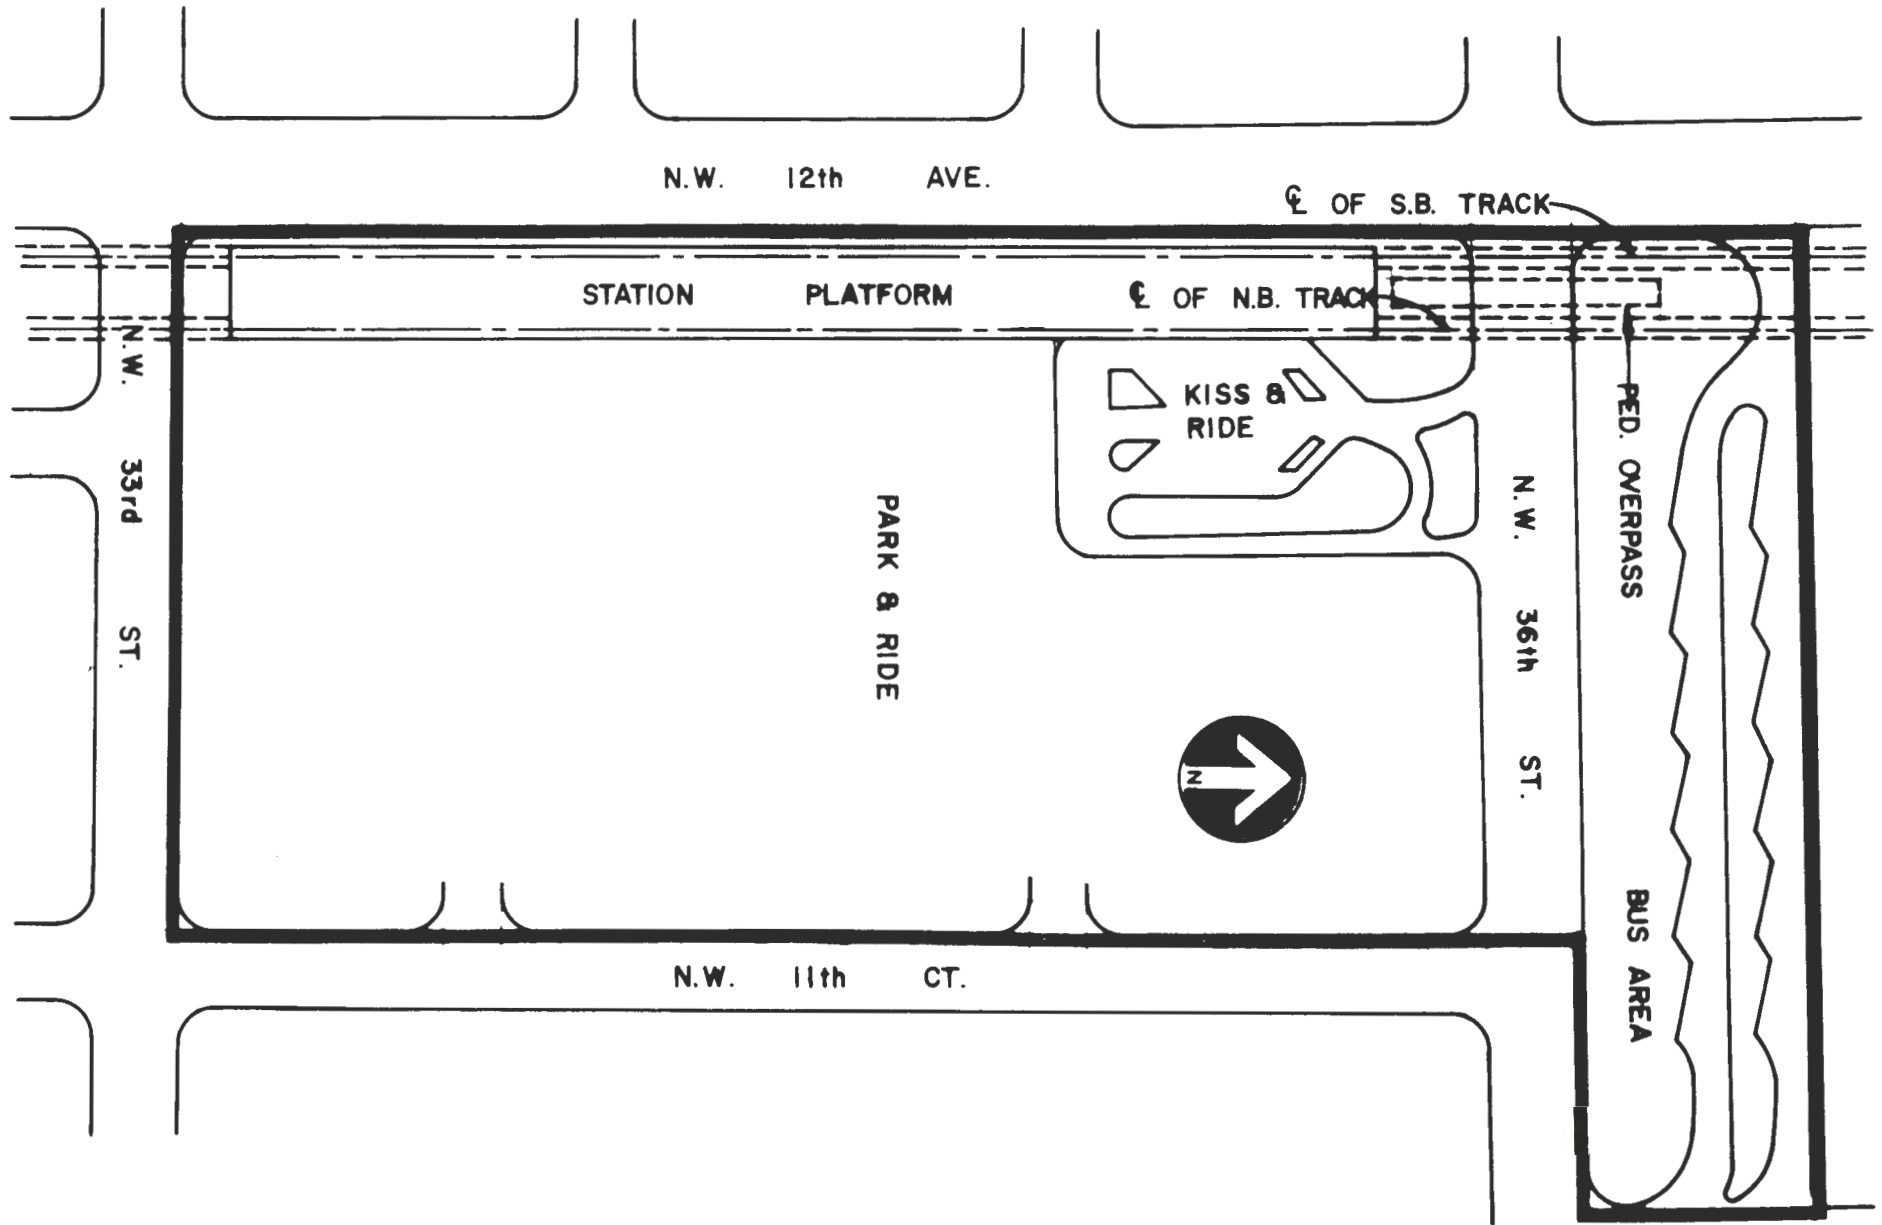 N.W. 12th AVE.
℄ OF S.B. TRACK
STATION PLATFORM
℄ OF N.B. TRACK
N.W. 33rd ST.
KISS &
RIDE
PARK & RIDE
N.W. 36th ST.
PED. OVERPASS
BUS AREA
N
N.W. 11th CT.